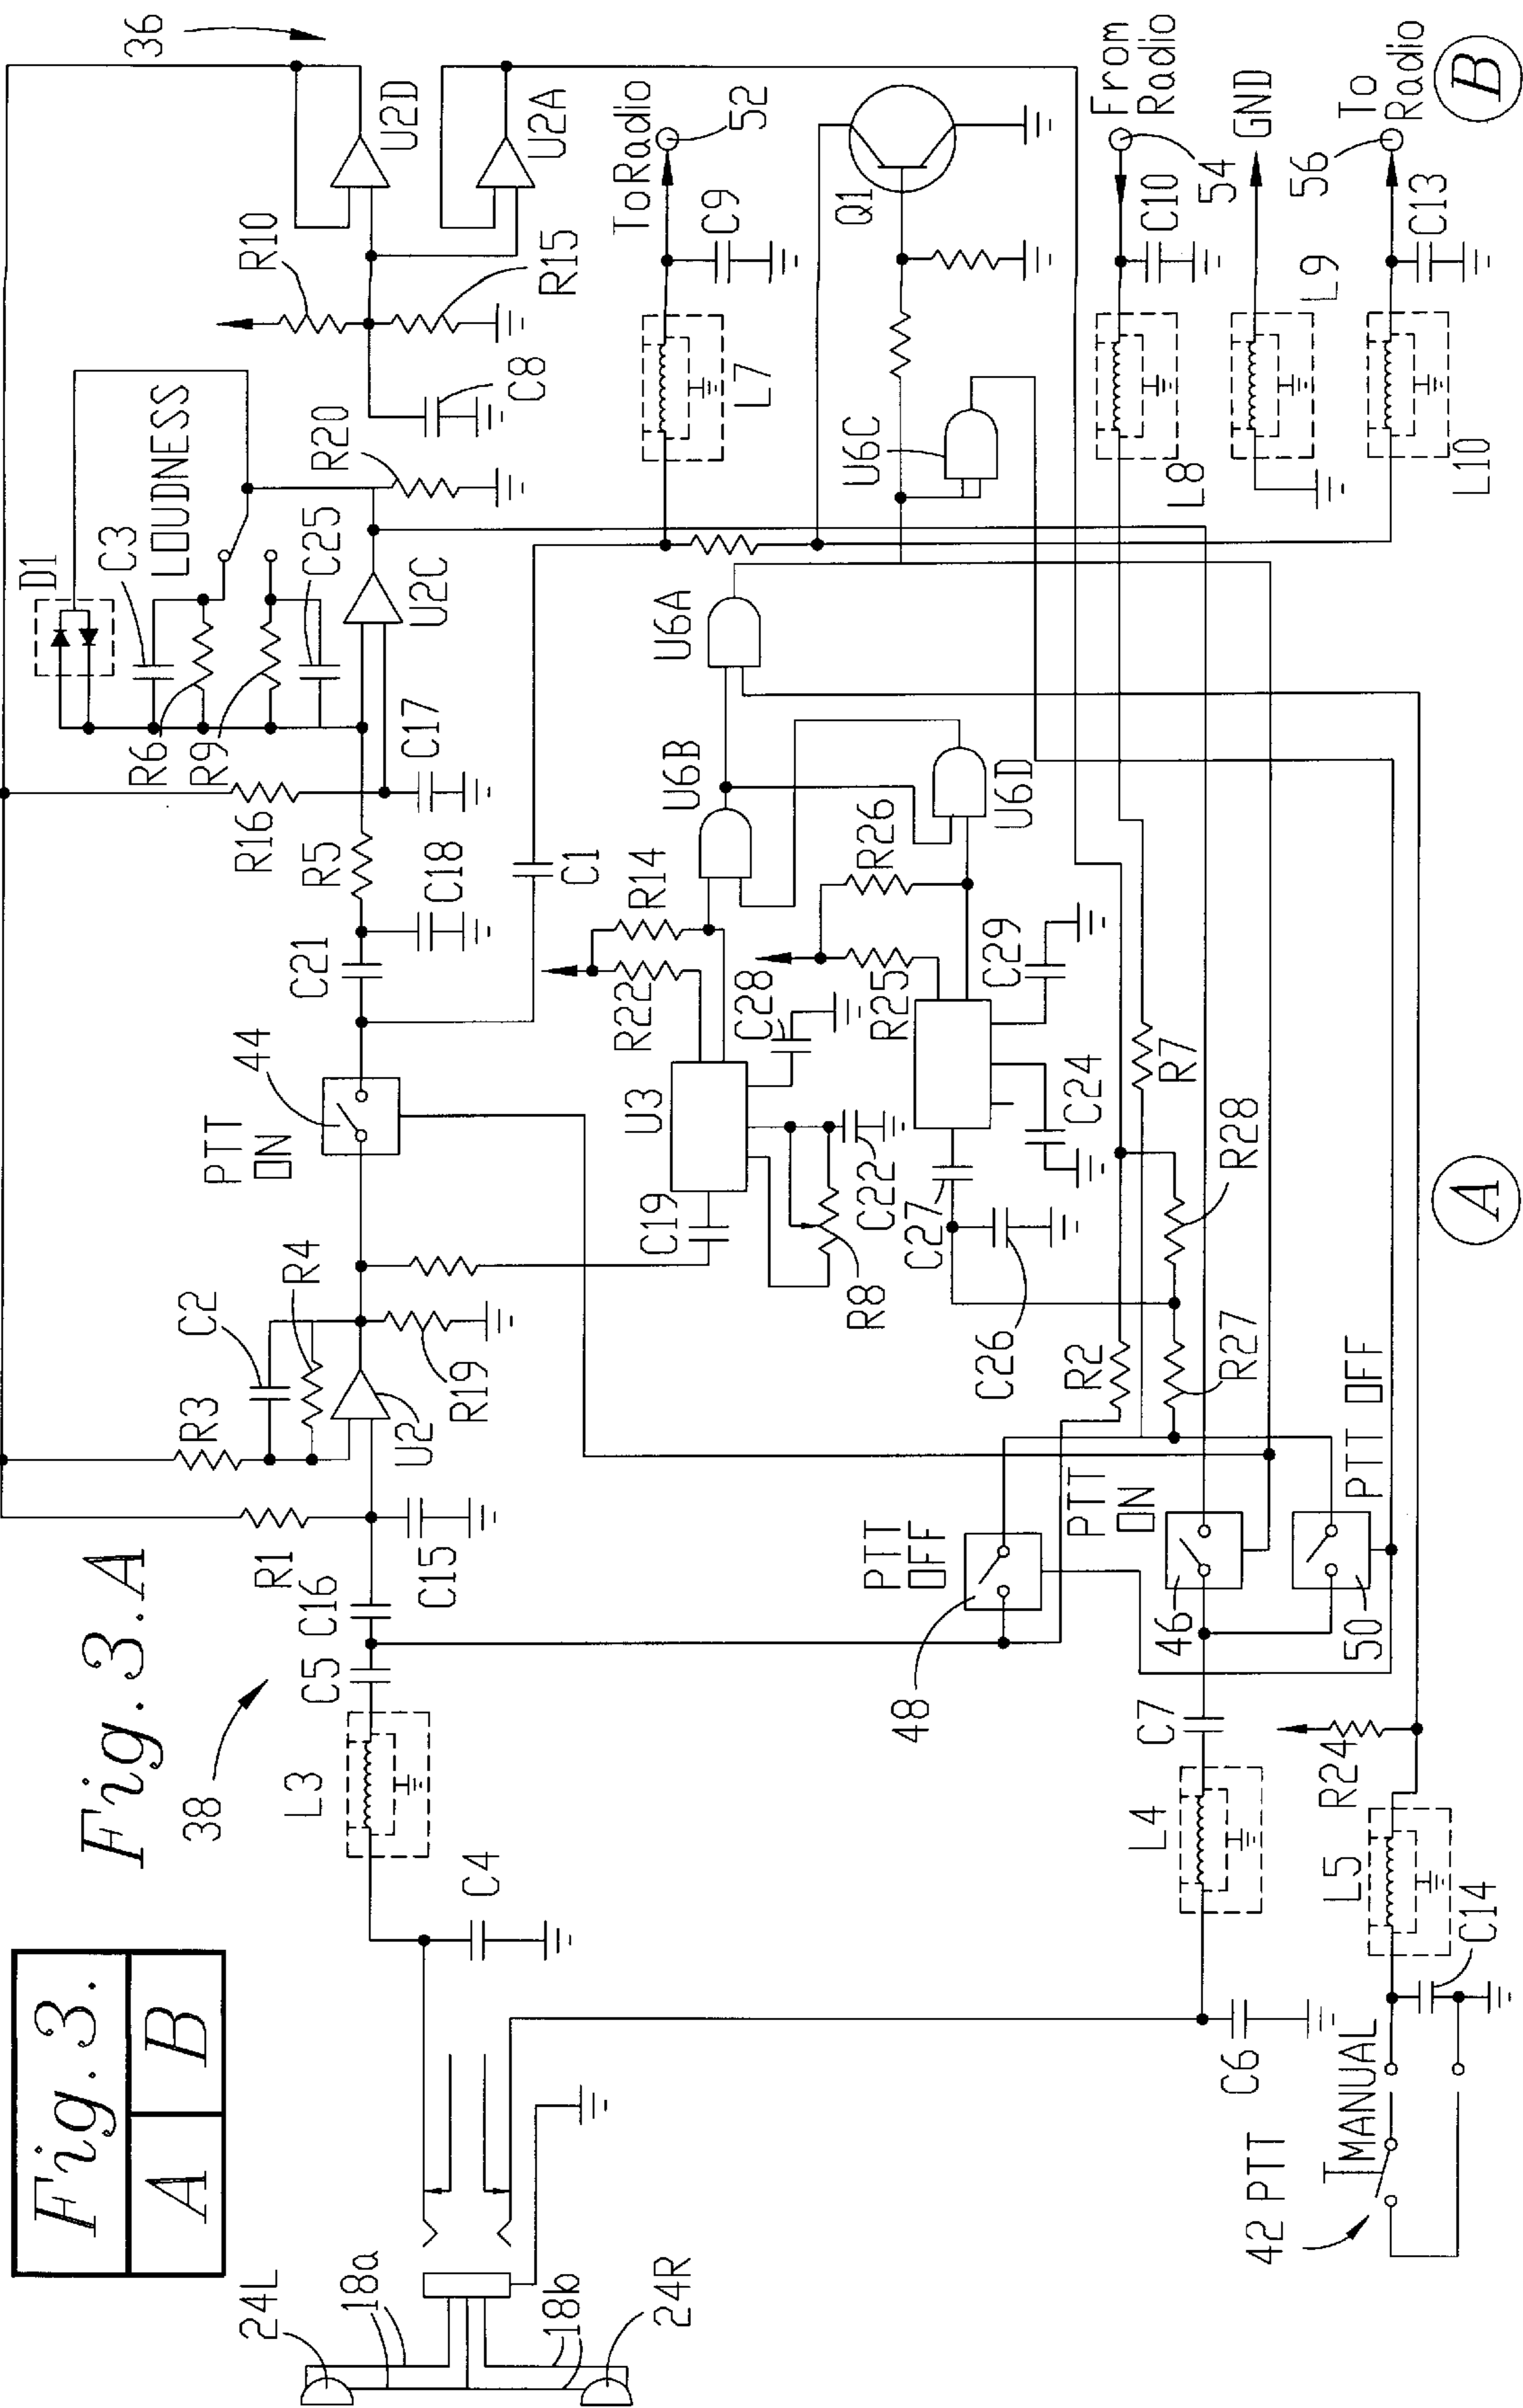 Fig. 3.
A B
A B
Fig. 3.A
38
36
24L
18a
18b
24R
C4
L3
C5
C16
R1
C15
R3
C2
R4
U2
R19
PTT
ON
44
C21
C18
R5
R16
C17
R6
R9
D1
C3
LOUDNESS
C25
U2C
R20
R10
R15
C8
U2D
U2A
C1
ToRadio
52
C9
L7
C19
U3
R22
R14
C28
R8
C22
U6B
U6A
U6C
U6D
Q1
C27
C26
R25
R26
C29
C24
R2
R7
R27
R28
PTT
OFF
48
PTT
ON
46
PTT OFF
50
C6
L4
C7
42 PTT
MANUAL
C14
L5
R24
L8
C10
From
Radio
54
L9
GND
L10
C13
56
To
Radio
A
B